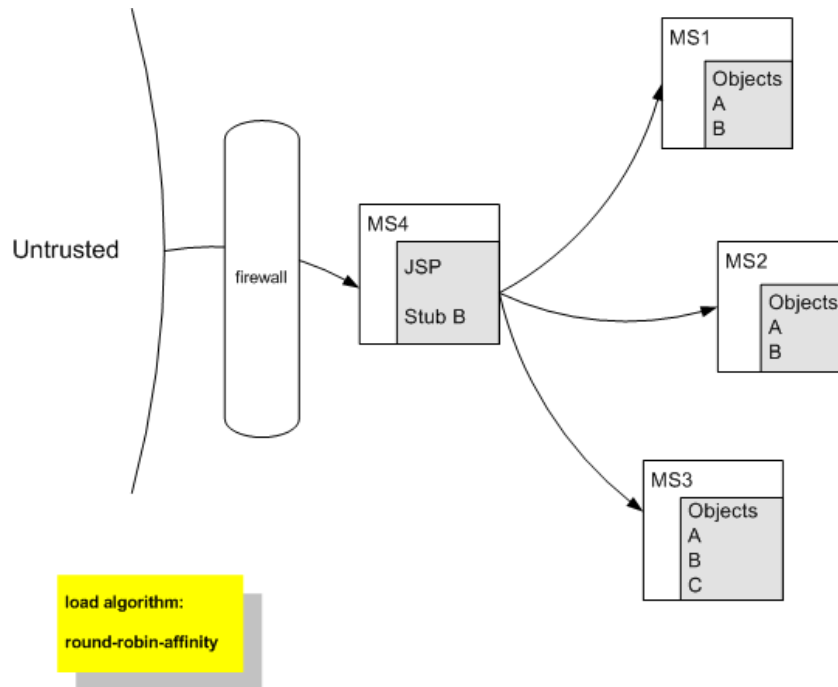 Untrusted
firewall
MS4
JSP
Stub B
MS1
Objects
A
B
MS2
Objects
A
B
MS3
Objects
A
B
C
load algorithm:
round-robin-affinity